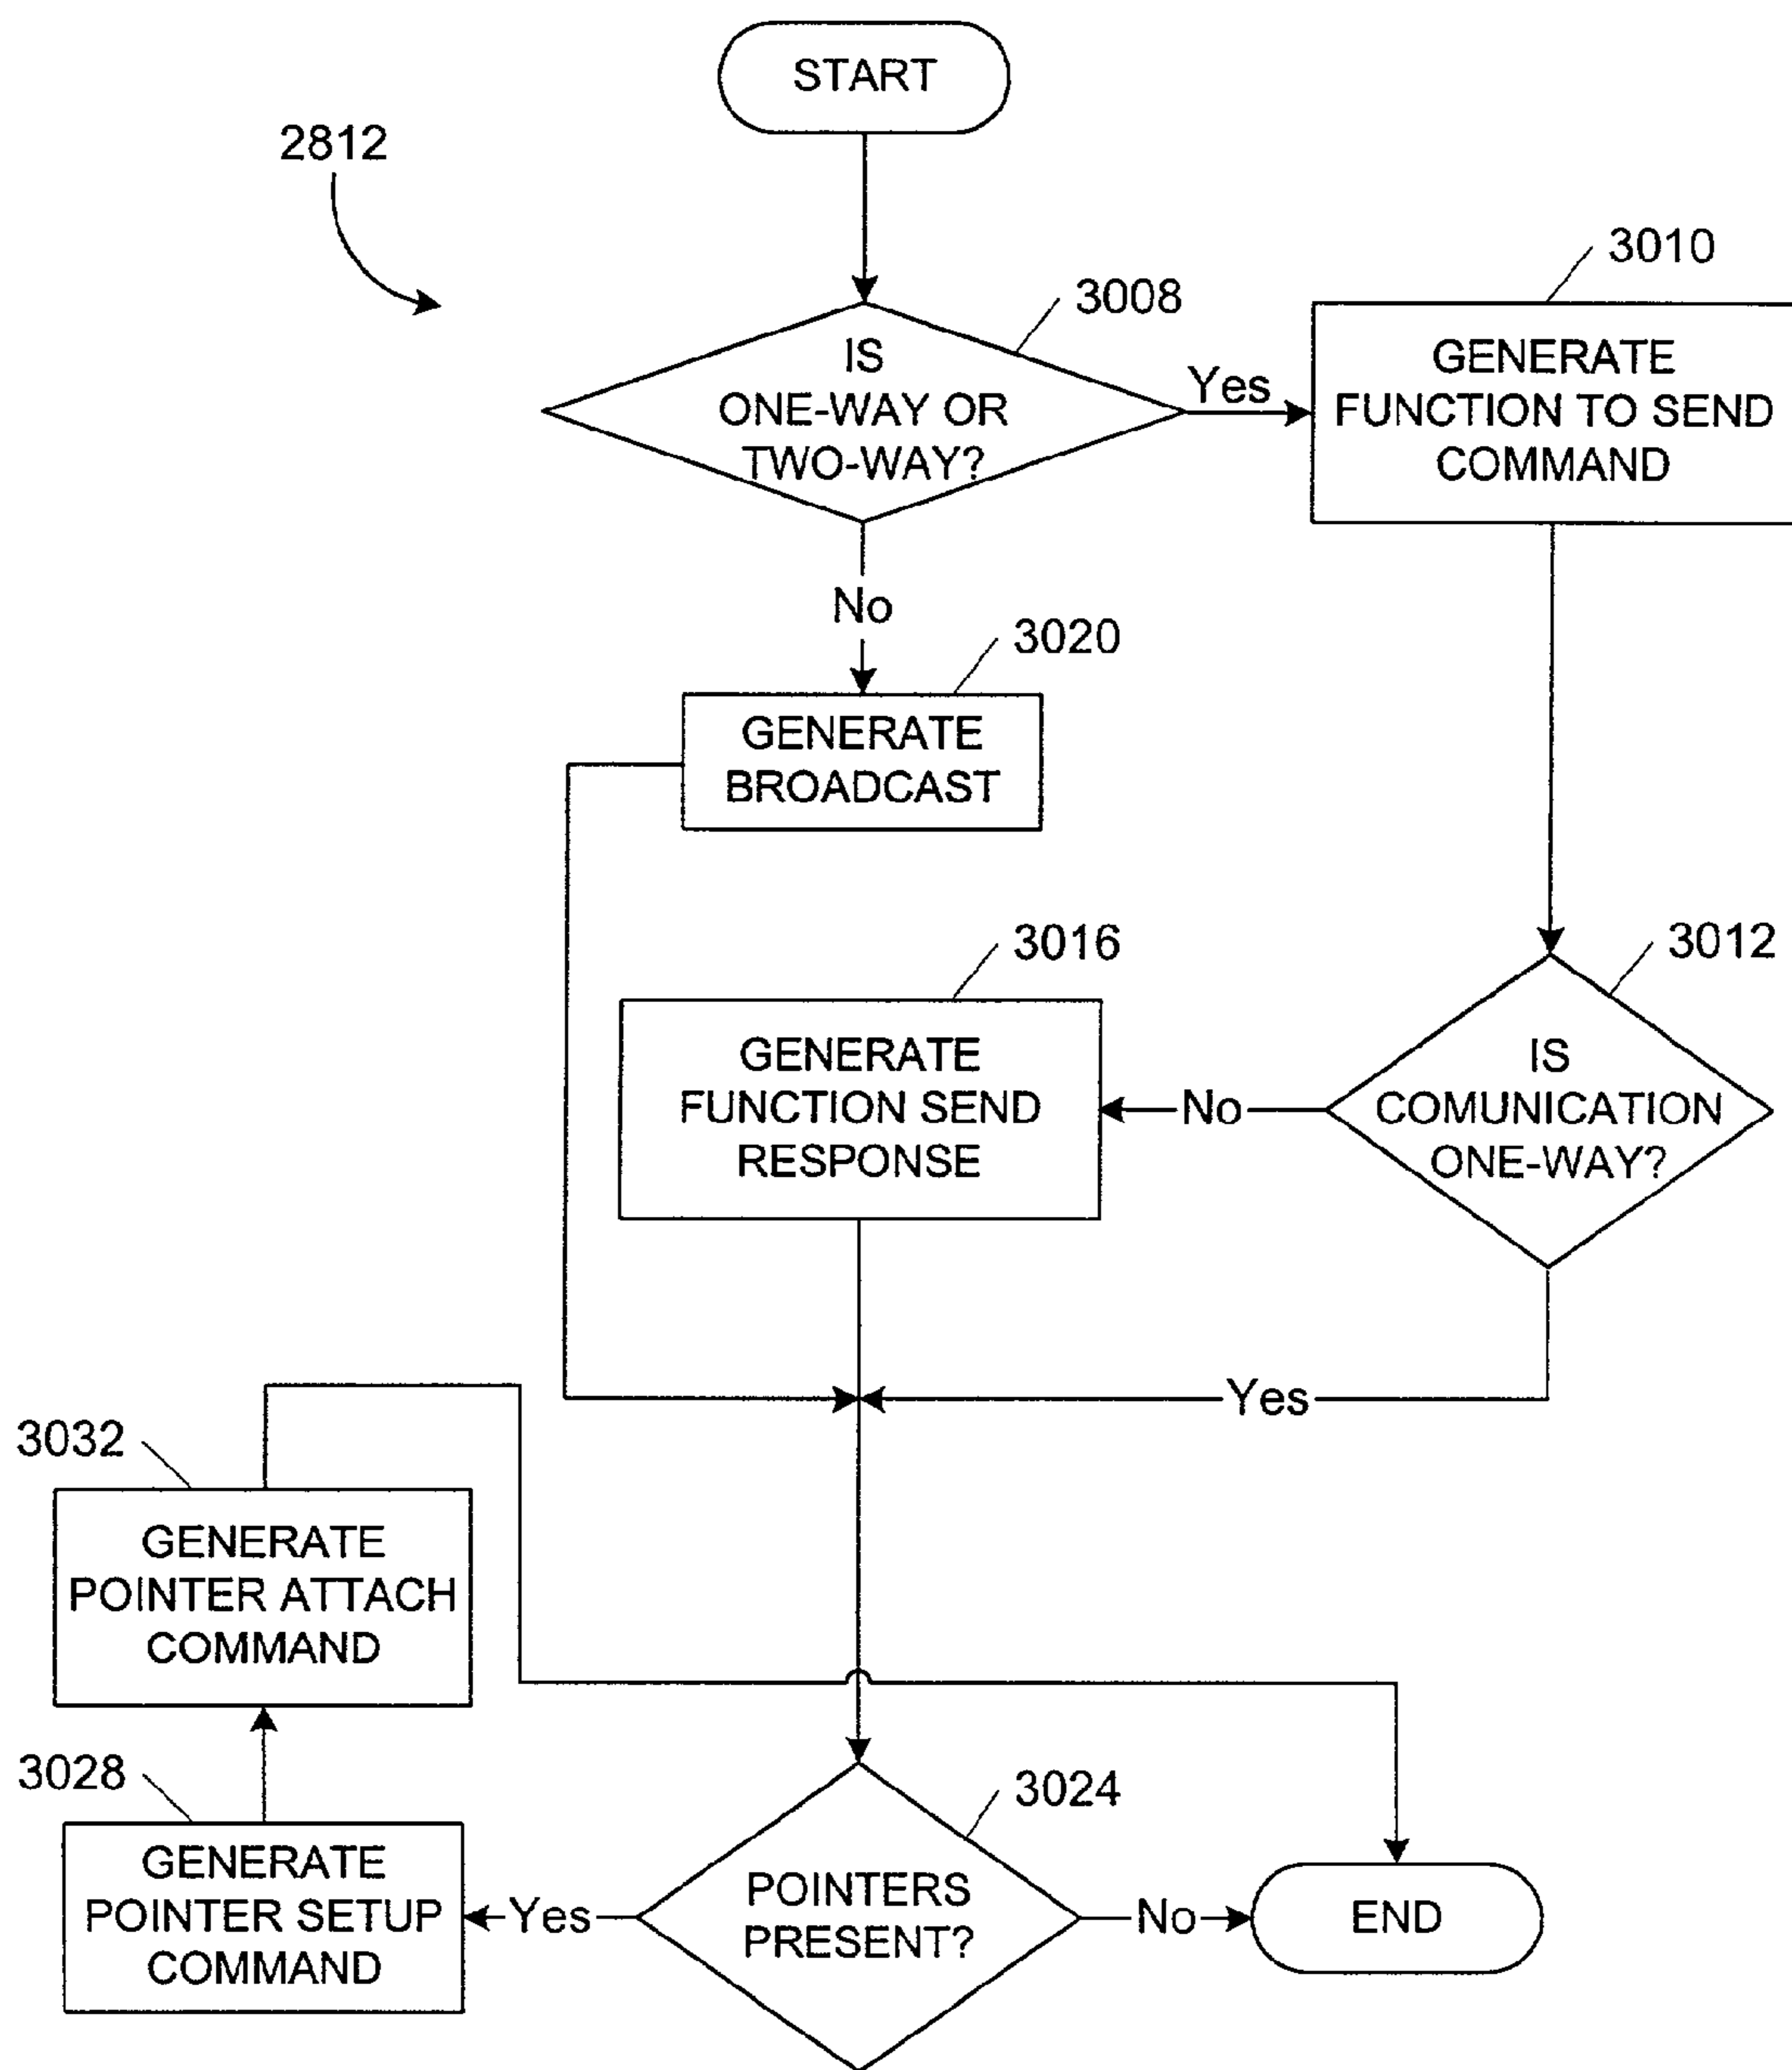 START
2812
3008
IS
ONE-WAY OR
TWO-WAY?
Yes
3010
GENERATE
FUNCTION TO SEND
COMMAND
No
3020
GENERATE
BROADCAST
3016
GENERATE
FUNCTION SEND
RESPONSE
No
3012
IS
COMUNICATION
ONE-WAY?
Yes
3032
GENERATE
POINTER ATTACH
COMMAND
3028
GENERATE
POINTER SETUP
COMMAND
Yes
3024
POINTERS
PRESENT?
No
END